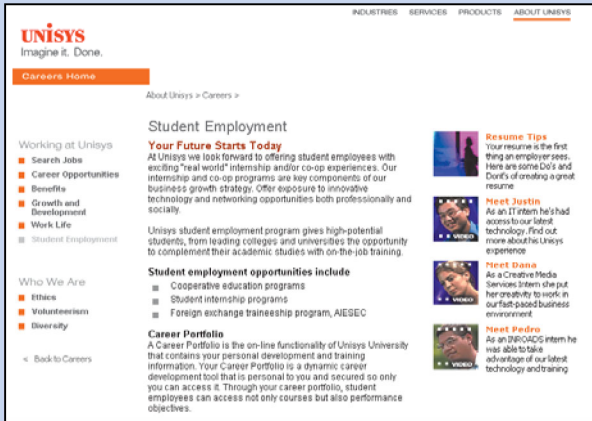 INDUSTRIES SERVICES PRODUCTS ABOUT UNISYS
UNISYS
Imagine it. Done.
Careers Home
About Unisys > Careers >
Working at Unisys
Search Jobs
Career Opportunities
Benefits
Growth and
Development
Work Life
Student Employment
Who We Are
Ethics
Volunteerism
Diversity
< Back to Careers
Student Employment
Your Future Starts Today
At Unisys we look forward to offering student employees with
exciting "real world" internship and/or co-op experiences. Our
internship and co-op programs are key components of our
business growth strategy. Offer exposure to innovative
technology and networking opportunities both professionally and
socially.
Unisys student employment program gives high-potential
students, from leading colleges and universities the opportunity
to complement their academic studies with on-the-job training.
Student employment opportunities include
Cooperative education programs
Student internship programs
Foreign exchange traineeship program, AIESEC
Career Portfolio
A Career Portfolio is the on-line functionality of Unisys University
that contains your personal development and training
information. Your Career Portfolio is a dynamic career
development tool that is personal to you and secured so only
you can access it. Through your career portfolio, student
employees can access not only courses but also performance
objectives.
Resume Tips
Your resume is the first
thing an employer sees.
Here are some Do's and
Dont's of creating a great
resume
VIDEO
Meet Justin
As an IT intern he's had
access to our latest
technology. Find out
more about his Unisys
experience
VIDEO
Meet Dana
As a Creative Media
Services Intern she put
her creativity to work in
our fast-paced business
environment
VIDEO
Meet Pedro
As an INROADS intern he
was able to take
advantage of our latest
technology and training